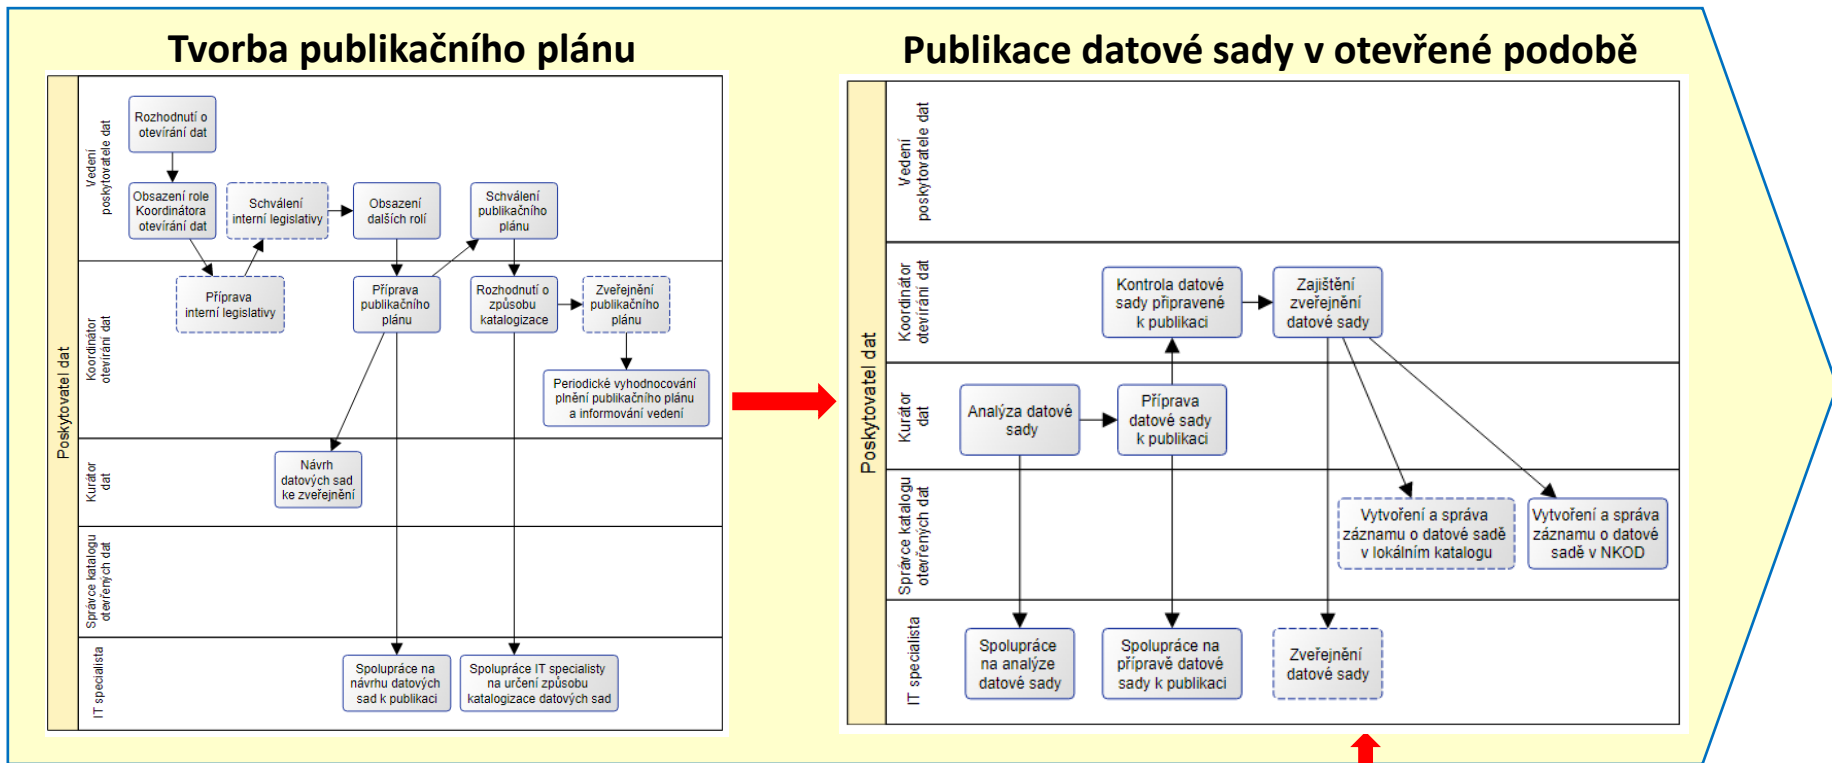 Tvorba publikačního plánu
Poskytovatel dat
Vedení
poskytovatele dat
Rozhodnutí o
otevírání dat
Obsazení role
Koordinátora
otevírání dat
Schválení
interní legislativy
Obsazení
dalších rolí
Schválení
publikačního
plánu
Koordinátor
otevírání dat
Příprava
interní legislativy
Příprava
publikačního
plánu
Rozhodnutí o
způsobu
katalogizace
Zveřejnění
publikačního
plánu
Periodické vyhodnocování
plnění publikačního plánu
a informování vedení
Kurátor
dat
Návrh
datových sad
ke zveřejnění
Správce katalogu
otevřených dat
IT specialista
Spolupráce na
návrhu datových
sad k publikaci
Spolupráce IT specialisty
na určení způsobu
katalogizace datových sad
Publikace datové sady v otevřené podobě
Poskytovatel dat
Vedení
poskytovatele dat
Koordinátor
otevírání dat
Kontrola datové
sady připravené
k publikaci
Zajištění
zveřejnění
datové sady
Kurátor
dat
Analýza datové
sady
Příprava
datové sady
k publikaci
Správce katalogu
otevřených dat
Vytvoření a správa
záznamu o datové sadě
v lokálním katalogu
Vytvoření a správa
záznamu o datové
sadě v NKOD
IT specialista
Spolupráce
na analýze
datové sady
Spolupráce na
přípravě datové
sady k publikaci
Zveřejnění
datové sady